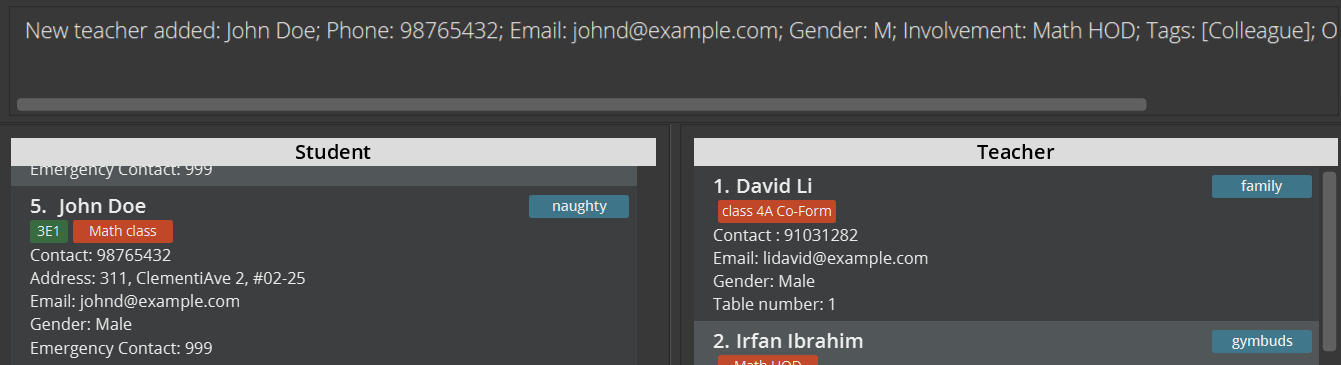 New teacher added: John Doe; Phone: 98765432; Email: johnd@example.com; Gender: M; Involvement: Math HOD; Tags: [Colleague]; O
Student
Emergency Contact: 999
5. John Doe
naughty
3E1 Math class
Contact: 98765432
Address: 311, ClementiAve 2, #02-25
Email: johnd@example.com
Gender: Male
Emergency Contact: 999
Teacher
1. David Li
family
class 4A Co-Form
Contact : 91031282
Email: lidavid@example.com
Gender: Male
Table number: 1
2. Irfan Ibrahim
gymbuds
Math HOD